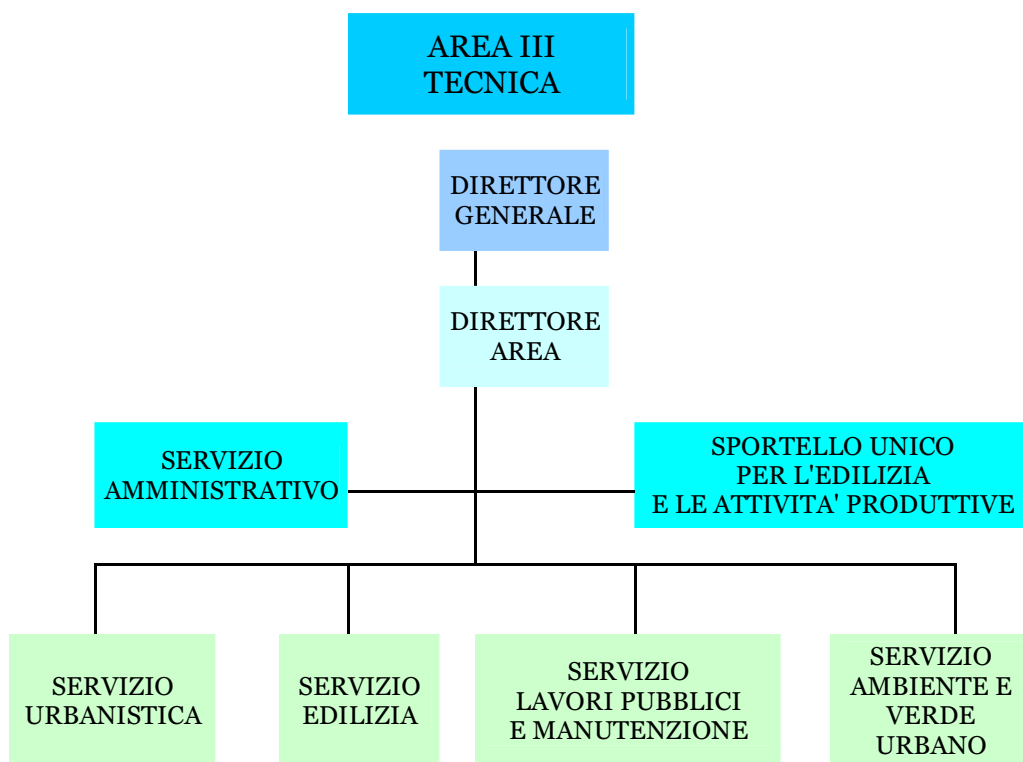 AREA III
TECNICA
DIRETTORE
GENERALE
DIRETTORE
AREA
SERVIZIO
AMMINISTRATIVO
SPORTELLO UNICO
PER L'EDILIZIA
E LE ATTIVITA' PRODUTTIVE
SERVIZIO
URBANISTICA
SERVIZIO
EDILIZIA
SERVIZIO
LAVORI PUBBLICI
E MANUTENZIONE
SERVIZIO
AMBIENTE E
VERDE
URBANO